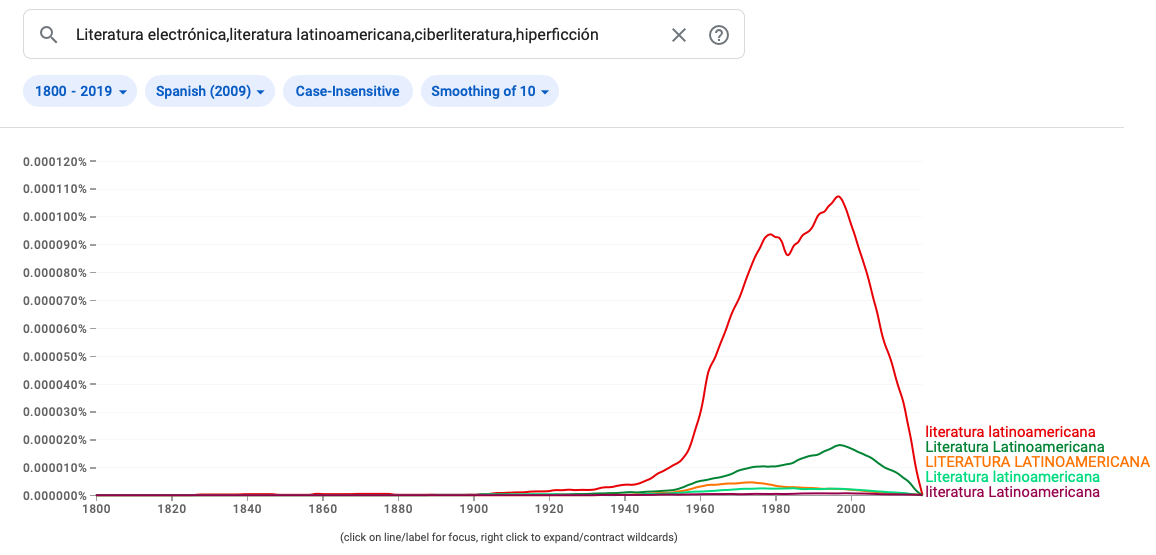 Literatura electrónica,literatura latinoamericana,ciberliteratura,hiperficción
1800 - 2019 Spanish (2009) Case-Insensitive Smoothing of 10
0.000120%
0.000110%
0.000100%
0.000090%
0.000080%
0.000070%
0.000060%
0.000050%
0.000040%
0.000030%
0.000020%
0.000010%
0.000000%
literatura latinoamericana
Literatura Latinoamericana
LITERATURA LATINOAMERICANA
Literatura latinoamericana
literatura Latinoamericana
1800 1820 1840 1860 1880 1900 1920 1940 1960 1980 2000
(click on line/label for focus, right click to expand/contract wildcards)